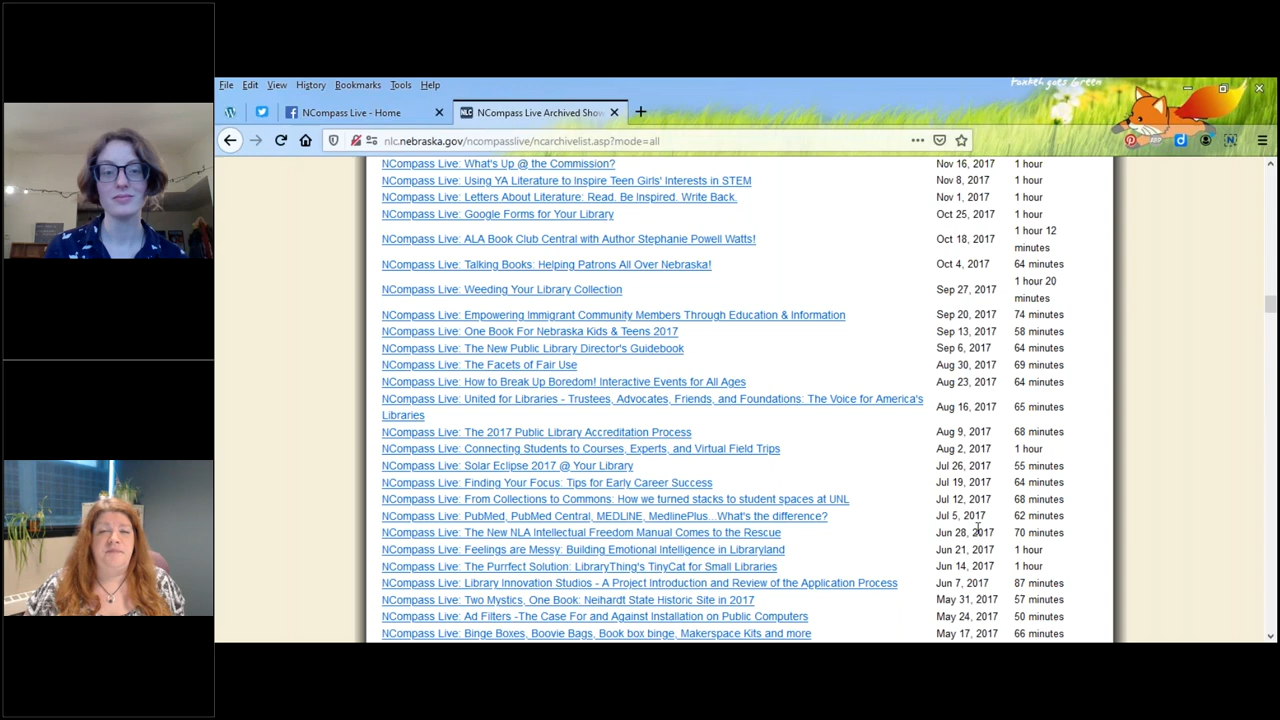 Foxkeh goes Green
File Edit View History Bookmarks Tools Help
NCompass Live - Home
NLC NCompass Live Archived Show
nlc.nebraska.gov/ncompasslive/ncarchivelist.asp?mode=all
NCompass Live: What's Up @ the Commission? Nov 16, 2017 1 hour
NCompass Live: Using YA Literature to Inspire Teen Girls' Interests in STEM Nov 8, 2017 1 hour
NCompass Live: Letters About Literature: Read. Be Inspired. Write Back. Nov 1, 2017 1 hour
NCompass Live: Google Forms for Your Library Oct 25, 2017 1 hour
NCompass Live: ALA Book Club Central with Author Stephanie Powell Watts! Oct 18, 2017 1 hour 12
minutes
NCompass Live: Talking Books: Helping Patrons All Over Nebraska! Oct 4, 2017 64 minutes
NCompass Live: Weeding Your Library Collection Sep 27, 2017 1 hour 20
minutes
NCompass Live: Empowering Immigrant Community Members Through Education & Information Sep 20, 2017 74 minutes
NCompass Live: One Book For Nebraska Kids & Teens 2017 Sep 13, 2017 58 minutes
NCompass Live: The New Public Library Director's Guidebook Sep 6, 2017 64 minutes
NCompass Live: The Facets of Fair Use Aug 30, 2017 69 minutes
NCompass Live: How to Break Up Boredom! Interactive Events for All Ages Aug 23, 2017 64 minutes
NCompass Live: United for Libraries - Trustees, Advocates, Friends, and Foundations: The Voice for America's
Libraries Aug 16, 2017 65 minutes
NCompass Live: The 2017 Public Library Accreditation Process Aug 9, 2017 68 minutes
NCompass Live: Connecting Students to Courses, Experts, and Virtual Field Trips Aug 2, 2017 1 hour
NCompass Live: Solar Eclipse 2017 @ Your Library Jul 26, 2017 55 minutes
NCompass Live: Finding Your Focus: Tips for Early Career Success Jul 19, 2017 64 minutes
NCompass Live: From Collections to Commons: How we turned stacks to student spaces at UNL Jul 12, 2017 68 minutes
NCompass Live: PubMed, PubMed Central, MEDLINE, MedlinePlus...What's the difference? Jul 5, 2017 62 minutes
NCompass Live: The New NLA Intellectual Freedom Manual Comes to the Rescue Jun 28, 2017 70 minutes
NCompass Live: Feelings are Messy: Building Emotional Intelligence in Libraryland Jun 21, 2017 1 hour
NCompass Live: The Purrfect Solution: LibraryThing's TinyCat for Small Libraries Jun 14, 2017 1 hour
NCompass Live: Library Innovation Studios - A Project Introduction and Review of the Application Process Jun 7, 2017 87 minutes
NCompass Live: Two Mystics, One Book: Neihardt State Historic Site in 2017 May 31, 2017 57 minutes
NCompass Live: Ad Filters -The Case For and Against Installation on Public Computers May 24, 2017 50 minutes
NCompass Live: Binge Boxes, Boovie Bags, Book box binge, Makerspace Kits and more May 17, 2017 66 minutes